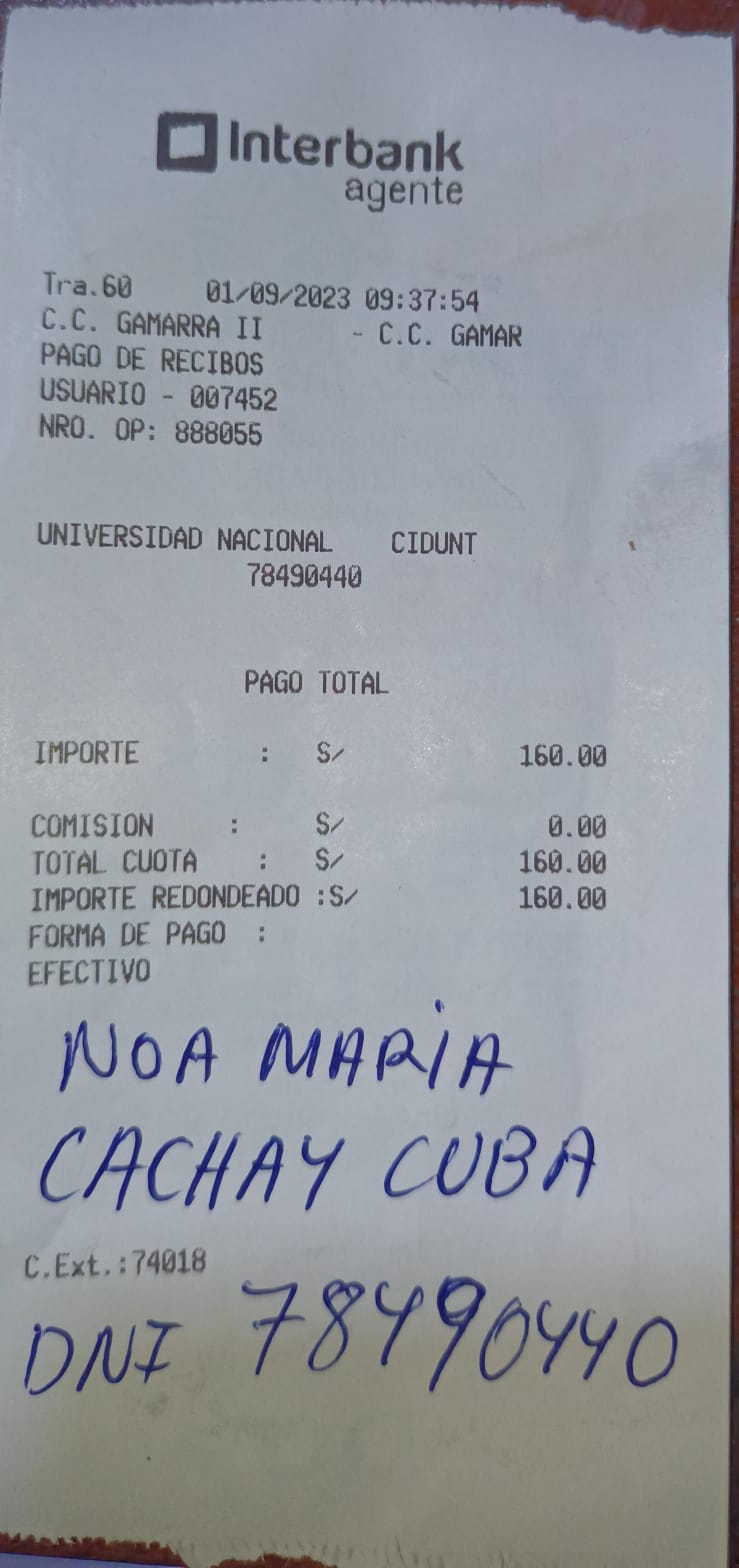 Interbank
agente
Tra.60 01/09/2023 09:37:54
C.C. GAMARRA II - C.C. GAMAR
PAGO DE RECIBOS
USUARIO - 007452
NRO. OP: 888055
UNIVERSIDAD NACIONAL CIDUNT
78490440
PAGO TOTAL
IMPORTE : S/ 160.00
COMISION : S/ 0.00
TOTAL CUOTA : S/ 160.00
IMPORTE REDONDEADO :S/ 160.00
FORMA DE PAGO :
EFECTIVO
NOA MARIA
CACHAY CUBA
C.Ext.:74018
DNI 78490440